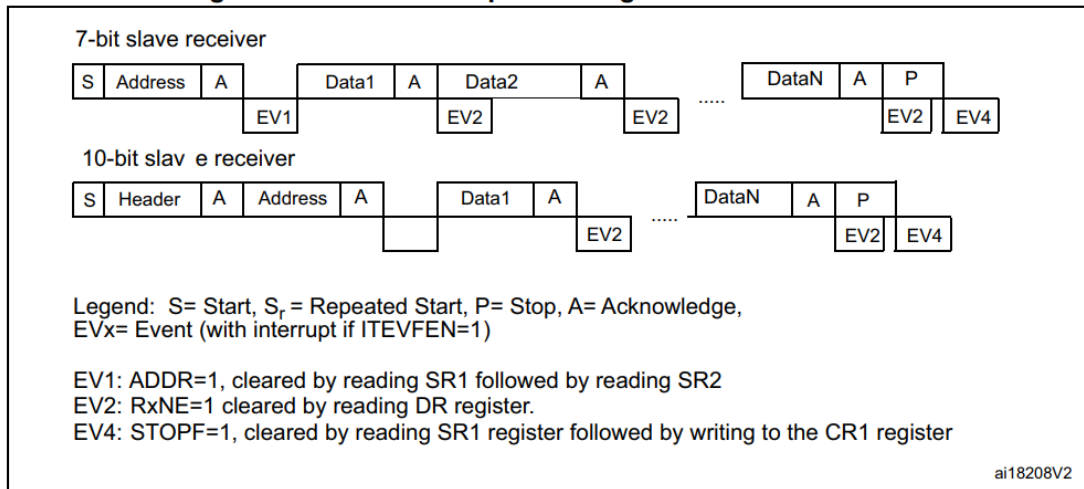 7-bit slave receiver
S Address A Data1 A Data2 A ..... DataN A P
EV1 EV2 EV2 EV2 EV4
10-bit slav e receiver
S Header A Address A Data1 A ..... DataN A P
EV2 EV2 EV4
Legend: S= Start, Sr = Repeated Start, P= Stop, A= Acknowledge,
EVx= Event (with interrupt if ITEVFEN=1)
EV1: ADDR=1, cleared by reading SR1 followed by reading SR2
EV2: RxNE=1 cleared by reading DR register.
EV4: STOPF=1, cleared by reading SR1 register followed by writing to the CR1 register
ai18208V2